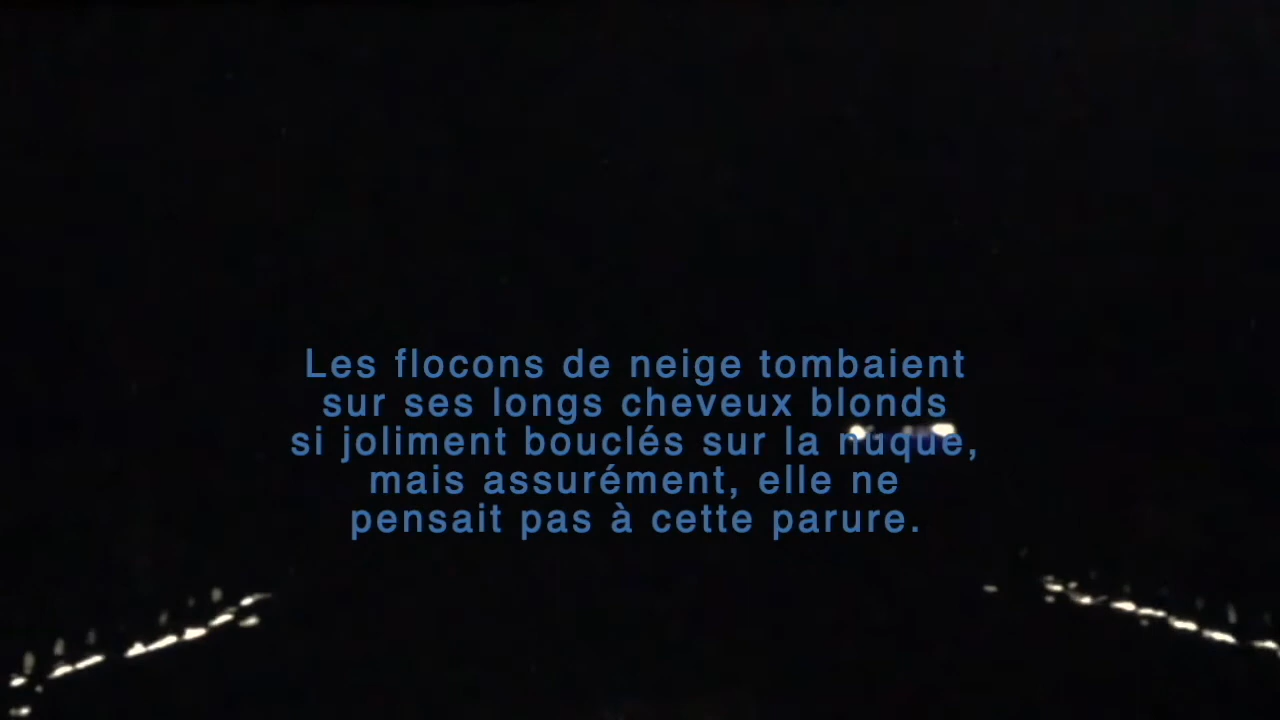 Les flocons de neige tombaient
sur ses longs cheveux blonds
si joliment bouclés sur la nuque,
mais assurément, elle ne
pensait pas à cette parure.